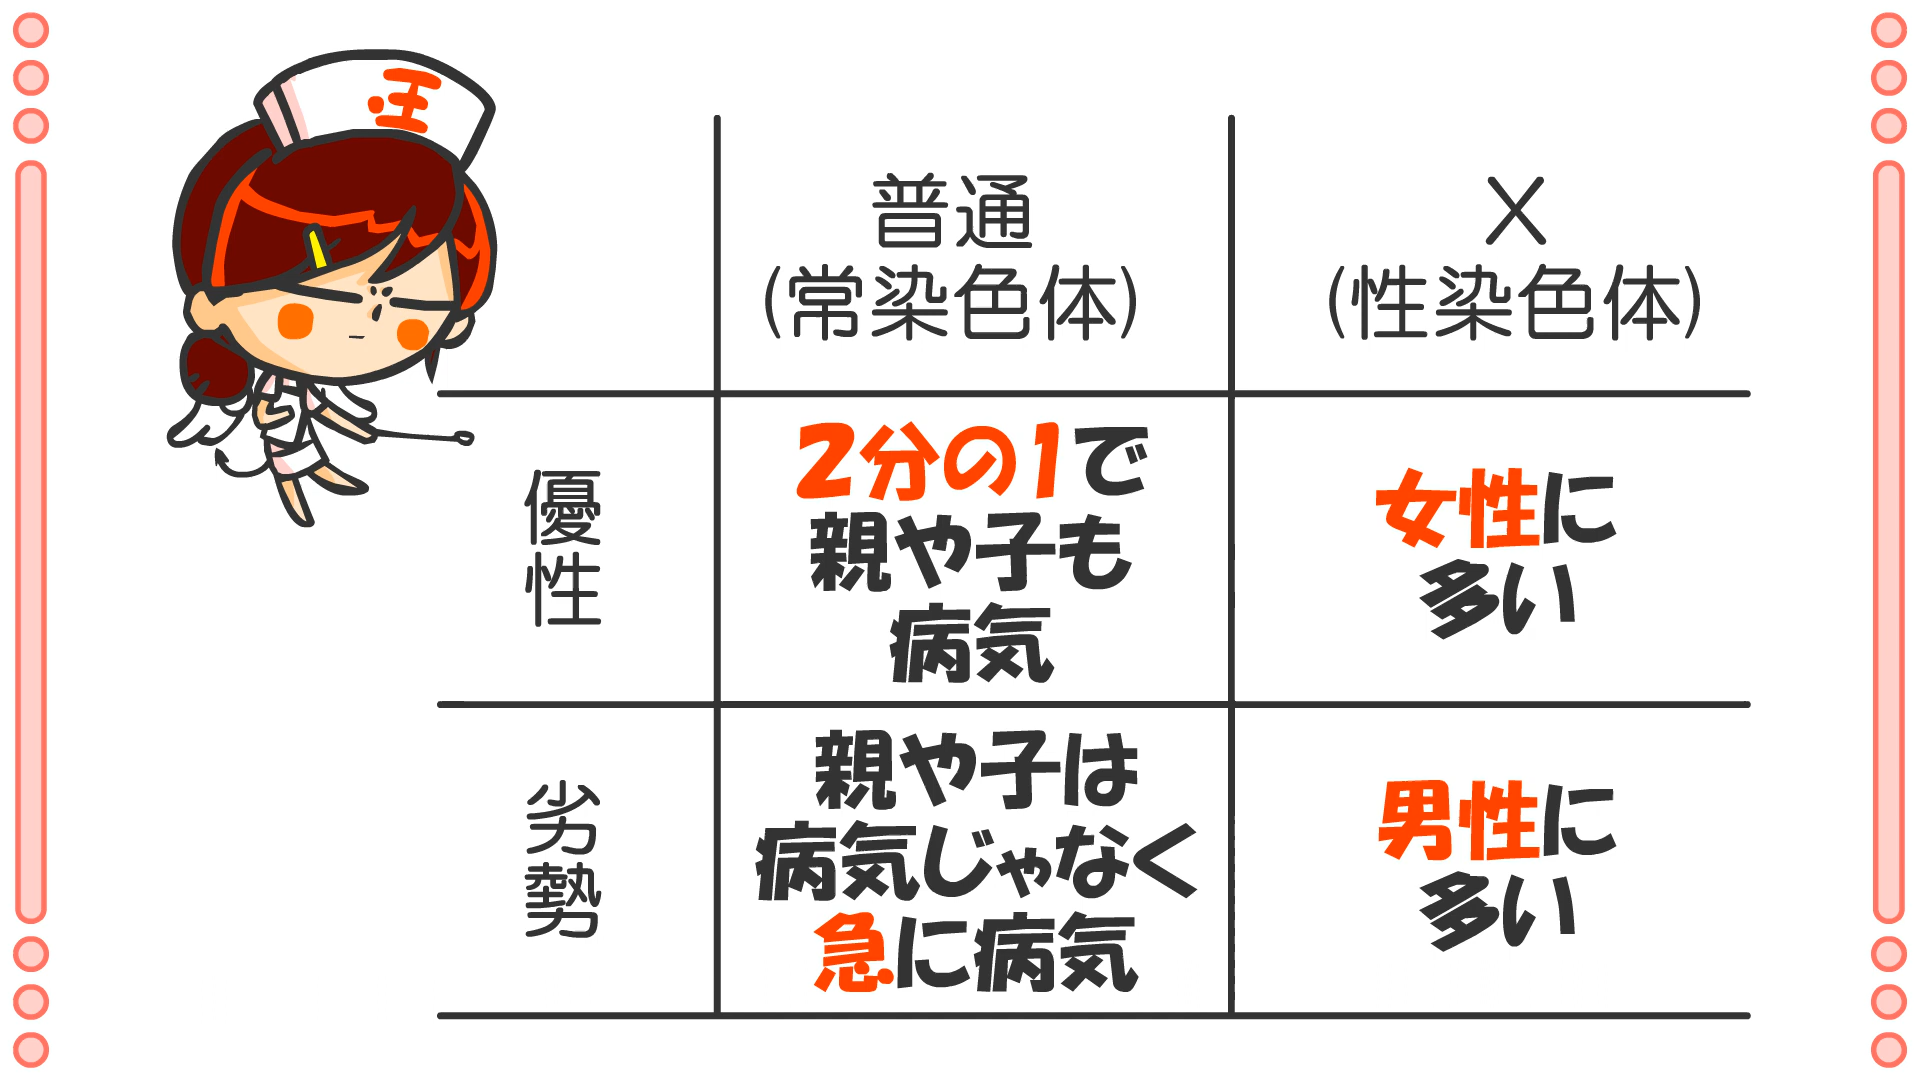 王
普通
(常染色体)
X
(性染色体)
優性
2分の1で
親や子も
病気
女性に
多い
劣勢
親や子は
病気じゃなく
急に病気
男性に
多い